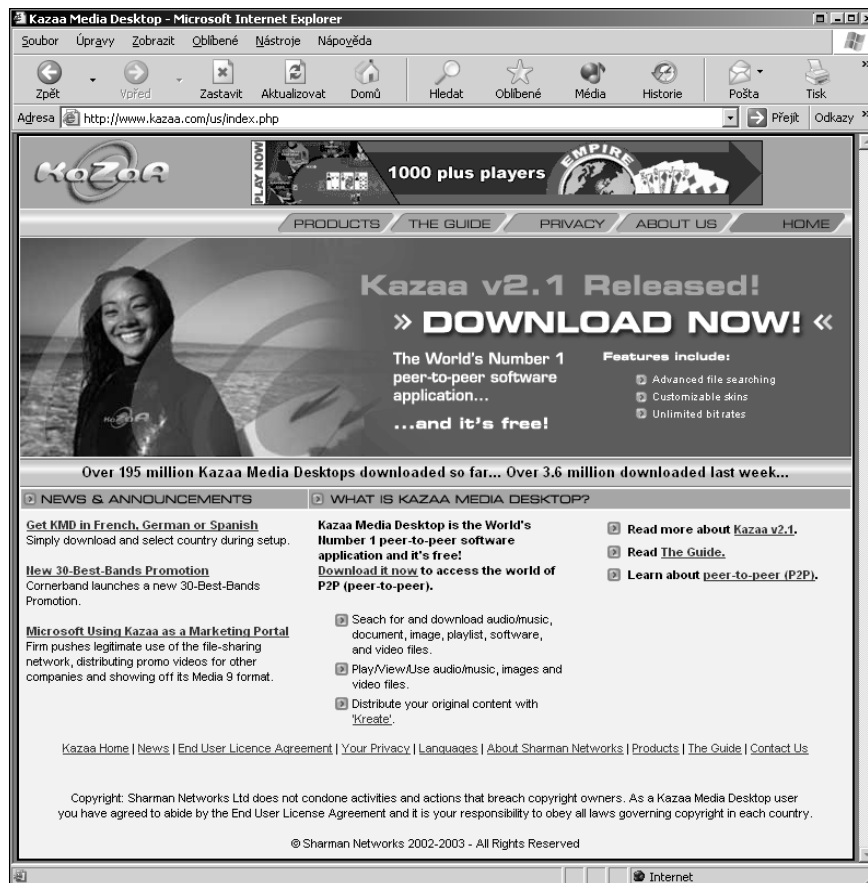 Kazaa Media Desktop - Microsoft Internet Explorer
Soubor Úpravy Zobrazit Oblíbené Nástroje Nápověda
Zpět Vpřed Zastavit Aktualizovat Domů Hledat Oblíbené Média Historie Pošta Tisk
Adresa http://www.kazaa.com/us/index.php Přejít Odkazy
KaZaA
PLAY NOW
1000 plus players
EMPIRE
PRODUCTS THE GUIDE PRIVACY ABOUT US HOME
Kazaa v2.1 Released!
» DOWNLOAD NOW! «
The World's Number 1
peer-to-peer software
application...
...and it's free!
Features include:
Advanced file searching
Customizable skins
Unlimited bitrates
KaZaA
Over 195 million Kazaa Media Desktops downloaded so far... Over 3.6 million downloaded last week...
NEWS & ANNOUNCEMENTS
Get KMD in French, German or Spanish
Simply download and select country during setup.
New 30-Best-Bands Promotion
Cornerband launches a new 30-Best-Bands
Promotion.
Microsoft Using Kazaa as a Marketing Portal
Firm pushes legitimate use of the file-sharing
network, distributing promo videos for other
companies and showing off its Media 9 format.
WHAT IS KAZAA MEDIA DESKTOP?
Kazaa Media Desktop is the World's
Number 1 peer-to-peer software
application and it's free!
Download it now to access the world of
P2P (peer-to-peer).
Seach for and download audio/music,
document, image, playlist, software,
and video files.
Play/View/Use audio/music, images and
video files.
Distribute your original content with
'Kreate'.
Read more about Kazaa v2.1.
Read The Guide.
Learn about peer-to-peer (P2P).
Kazaa Home | News | End User Licence Agreement | Your Privacy | Languages | About Sharman Networks | Products | The Guide | Contact Us
Copyright: Sharman Networks Ltd does not condone activities and actions that breach copyright owners. As a Kazaa Media Desktop user
you have agreed to abide by the End User License Agreement and it is your responsibility to obey all laws governing copyright in each country.
© Sharman Networks 2002-2003 - All Rights Reserved
Internet